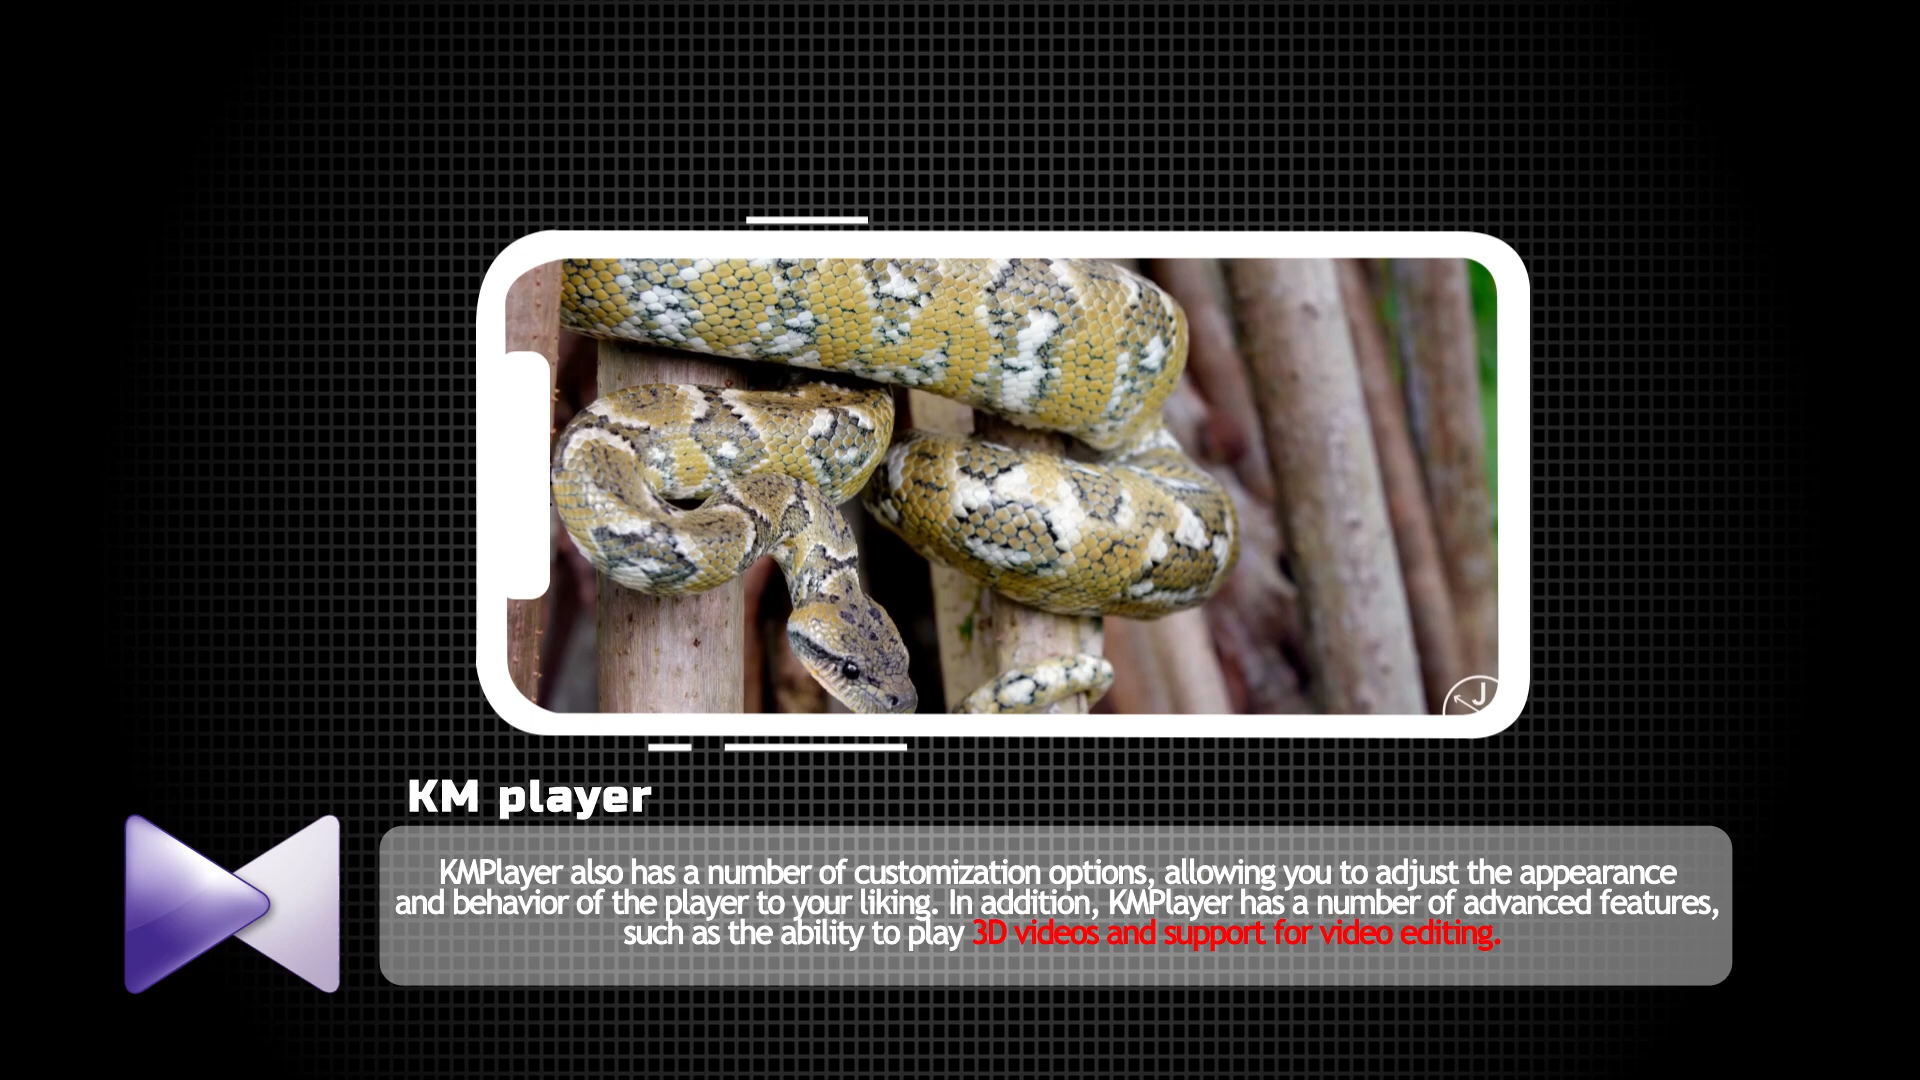 J
KM player
KMPlayer also has a number of customization options, allowing you to adjust the appearance
and behavior of the player to your liking. In addition, KMPlayer has a number of advanced features,
such as the ability to play 3D videos and support for video editing.